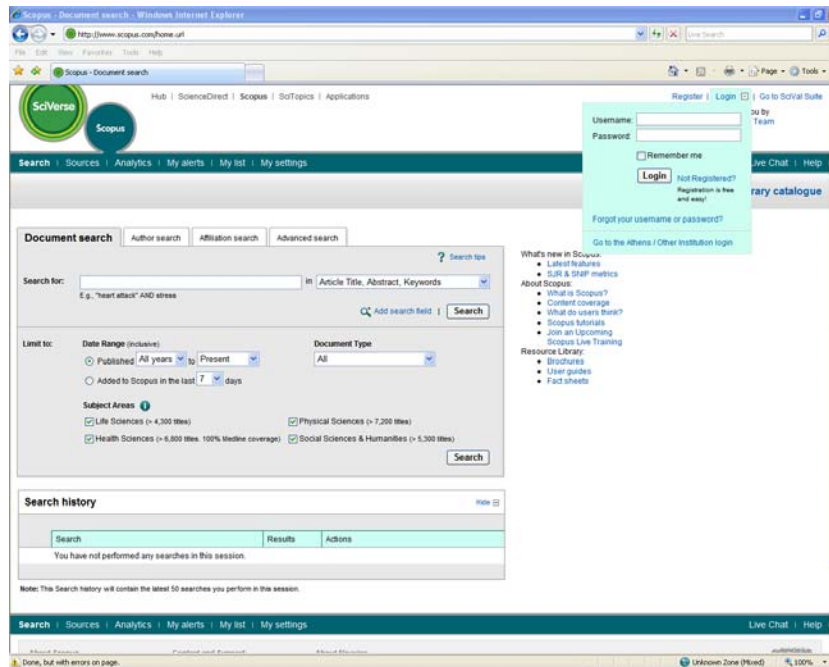 Scopus - Document search - Windows Internet Explorer
http://www.scopus.com/home.url
Live Search
File Edit View Favorites Tools Help
Scopus - Document search
Page Tools
SciVerse
Scopus
Hub | ScienceDirect | Scopus | SciTopics | Applications
Register | Login | Go to SciVal Suite
ou by
Team
Username:
Password:
Remember me
Login Not Registered?
Registration is free
and easy!
Forgot your username or password?
Go to the Athens / Other Institution login
Search | Sources | Analytics | My alerts | My list | My settings
Live Chat | Help
rary catalogue
Document search Author search Affiliation search Advanced search
? Search tips
Search for: in Article Title, Abstract, Keywords
E.g., "heart attack" AND stress
Add search field | Search
Limit to: Date Range (inclusive) Document Type
Published All years to Present All
Added to Scopus in the last 7 days
Subject Areas i
Life Sciences (> 4,300 titles) Physical Sciences (> 7,200 titles)
Health Sciences (> 6,800 titles. 100% Medline coverage) Social Sciences & Humanities (> 5,300 titles)
Search
What's new in Scopus:
Latest features
SJR & SNIP metrics
About Scopus:
What is Scopus?
Content coverage
What do users think?
Scopus tutorials
Join an Upcoming
Scopus Live Training
Resource Library:
Brochures
User guides
Fact sheets
Search history Hide
Search Results Actions
You have not performed any searches in this session.
Note: This Search history will contain the latest 50 searches you perform in this session.
Search | Sources | Analytics | My alerts | My list | My settings Live Chat | Help
Done, but with errors on page. Unknown Zone (Mixed) 100%